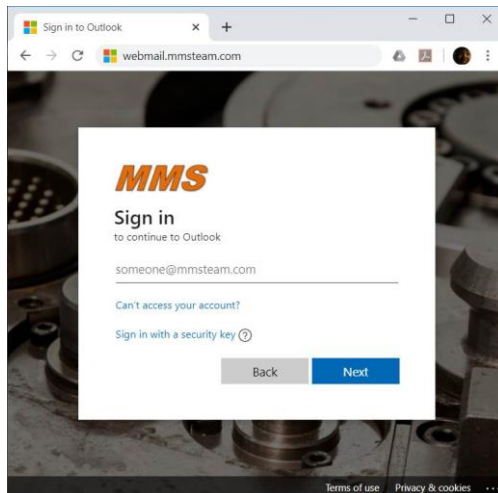 Sign in to Outlook
webmail.mmsteam.com
MMS
Sign in
to continue to Outlook
someone@mmsteam.com
Can't access your account?
Sign in with a security key
Back Next
Terms of use Privacy & cookies ...